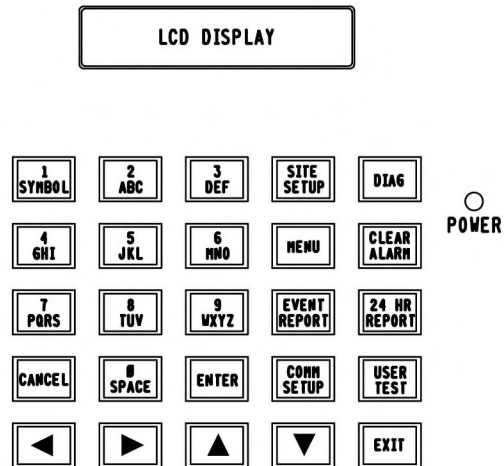 LCD DISPLAY
1
SYMBOL
2
ABC
3
DEF
SITE
SETUP
DIAG
4
GHI
5
JKL
6
MNO
MENU
CLEAR
ALARM
POWER
7
PQRS
8
TUV
9
WXYZ
EVENT
REPORT
24 HR
REPORT
CANCEL
0
SPACE
ENTER
COMM
SETUP
USER
TEST
EXIT